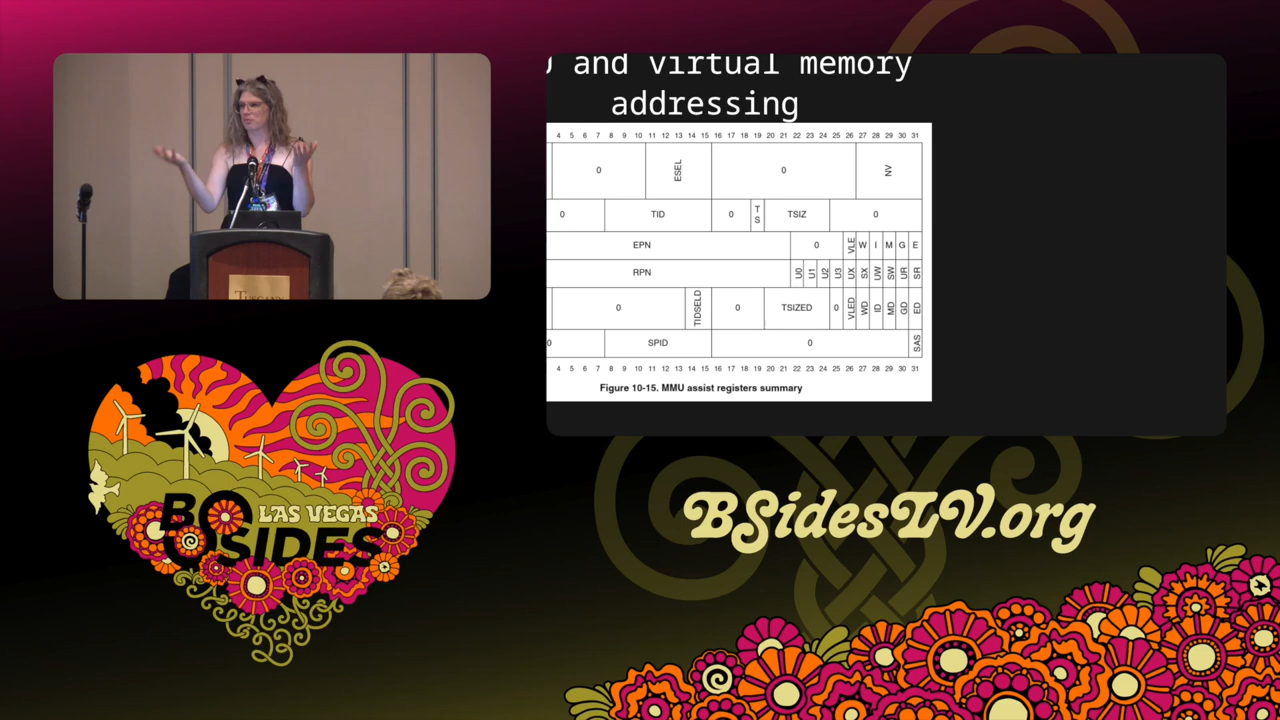 and virtual memory
addressing
4 5 6 7 8 9 10 11 12 13 14 15 16 17 18 19 20 21 22 23 24 25 26 27 28 29 30 31
0 ESEL 0 NV
0 TID 0 TS TSIZ 0
EPN 0 VLE W I M G E
RPN U0 U1 U2 U3 UX SX UW SW UR SR
0 TIDSELD 0 TSIZED 0 VLED WD ID MD GD ED
0 SPID 0 SAS
4 5 6 7 8 9 10 11 12 13 14 15 16 17 18 19 20 21 22 23 24 25 26 27 28 29 30 31
Figure 10-15. MMU assist registers summary
BSIDES
LAS VEGAS
BSidesLV.org